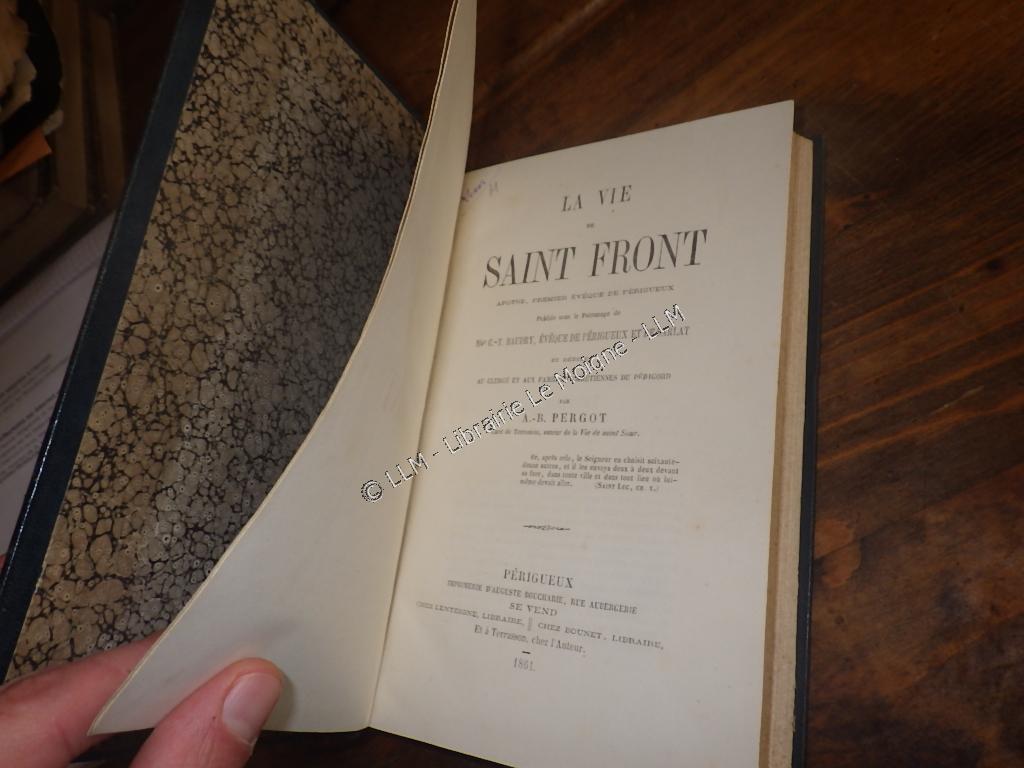 LA VIE
DE
SAINT FRONT
APOTRE, PREMIER ÉVÊQUE DE PÉRIGUEUX
Publiée sous le Patronage de
Mgr C.-T. BAUDRY, ÉVÊQUE DE PÉRIGUEUX ET SARLAT
ET
AU CLERGÉ ET AUX CHRÉTIENNES DU PÉRIGORD
PAR
A.-B. PERGOT
de Terrasson, auteur de la Vie de saint Sour.
Or, après cela, le Seigneur en choisit soixante-
douze autres, et il les envoya deux à deux devant
sa face, dans toute ville et dans tout lieu où lui-
même devait aller. (SAINT LUC, CH. X.)
PÉRIGUEUX
IMPRIMERIE D'AUGUSTE BOUCHARIE, RUE AUBERGERIE
SE VEND
CHEZ LENTEIGNE, LIBRAIRE, CHEZ BOUNET, LIBRAIRE,
Et à Terrasson, chez l'Auteur.
1861.
© LLM - Librairie Le Moigne - LLM